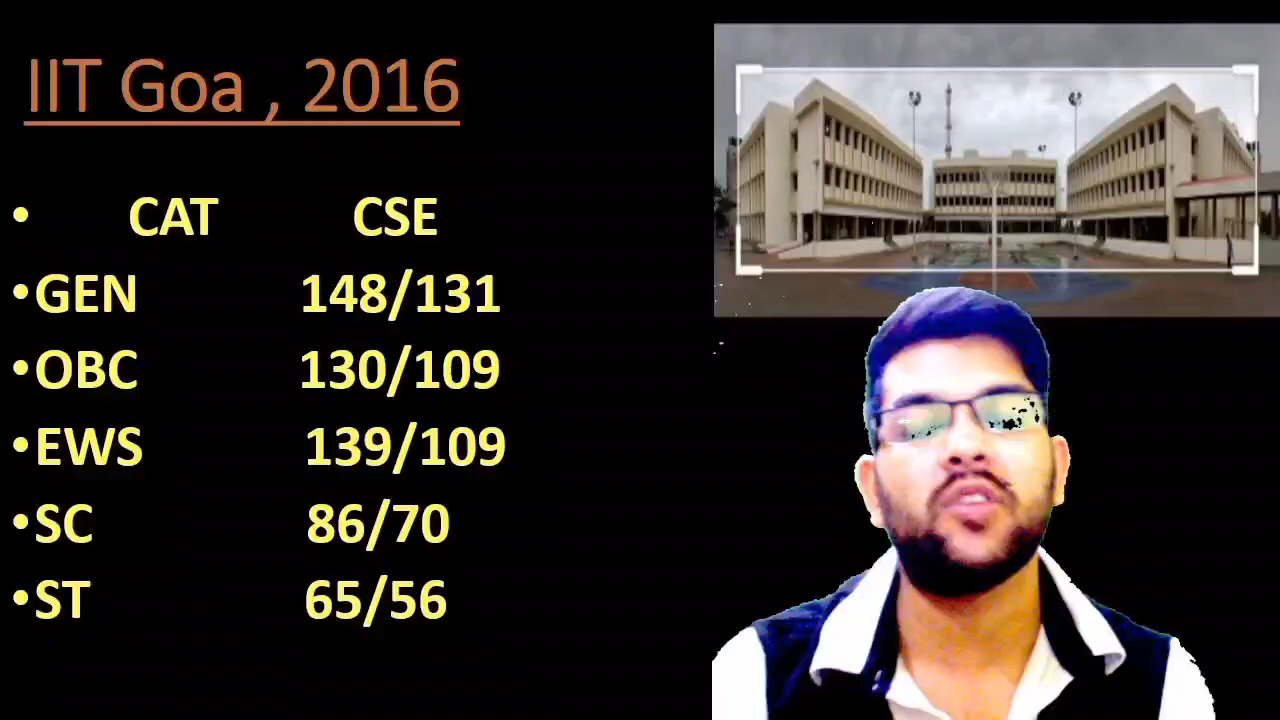 IIT Goa , 2016
• CAT CSE
•GEN 148/131
•OBC 130/109
•EWS 139/109
•SC 86/70
•ST 65/56